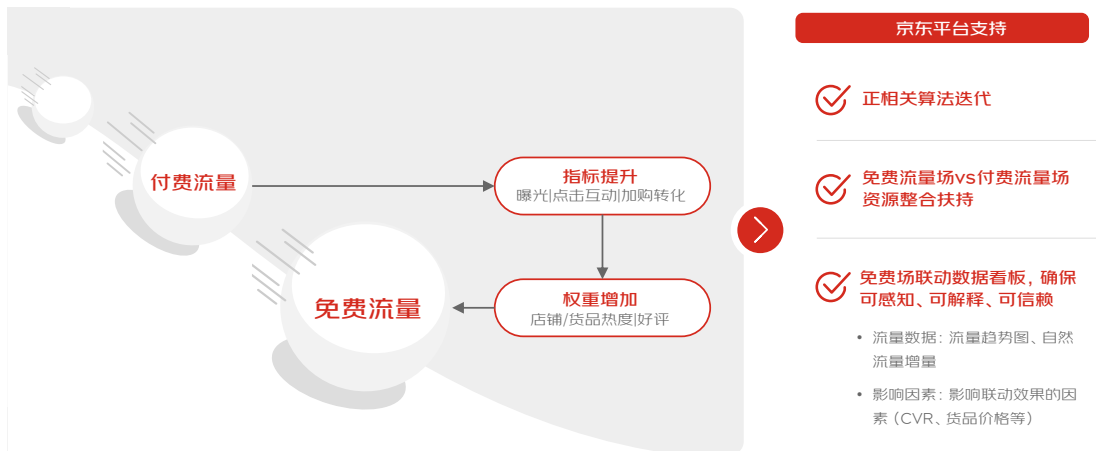 付费流量
指标提升
曝光|点击互动|加购转化
权重增加
店铺/货品热度|好评
免费流量
京东平台支持
正相关算法迭代
免费流量场vs付费流量场
资源整合扶持
免费场联动数据看板，确保
可感知、可解释、可信赖
• 流量数据：流量趋势图、自然
流量增量
• 影响因素：影响联动效果的因
素（CVR、货品价格等）